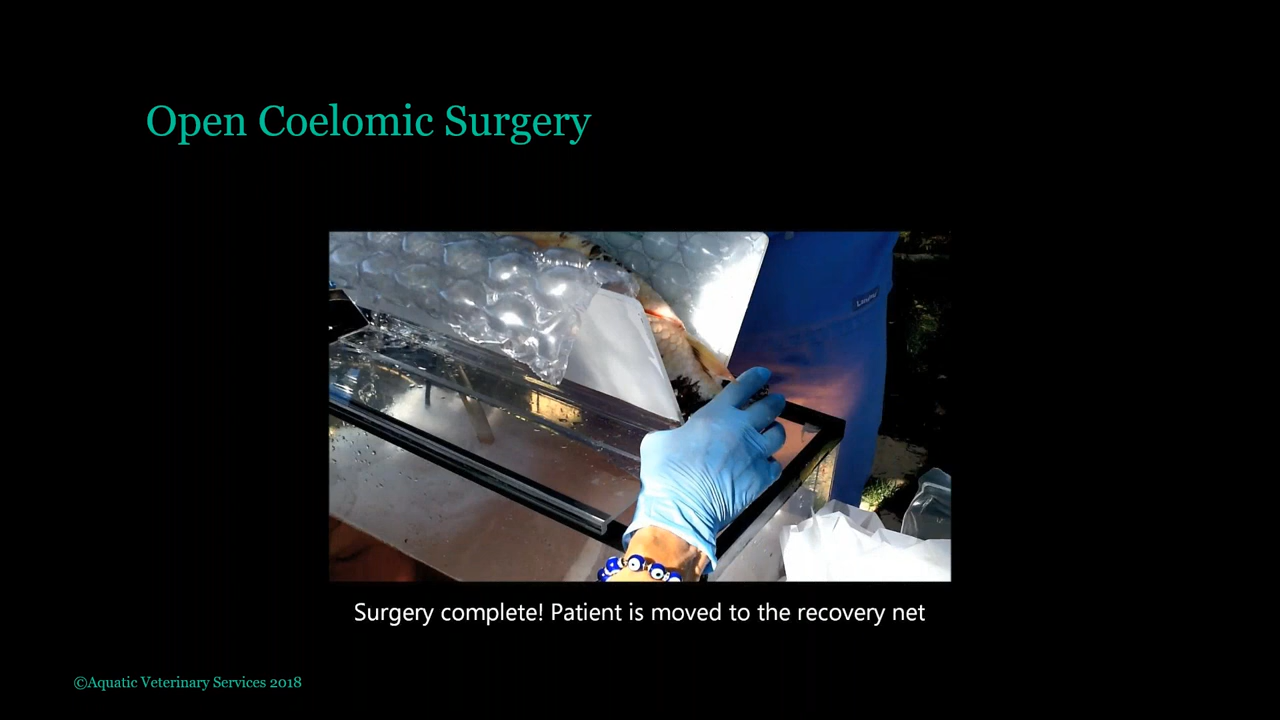 Open Coelomic Surgery
Surgery complete! Patient is moved to the recovery net
©Aquatic Veterinary Services 2018